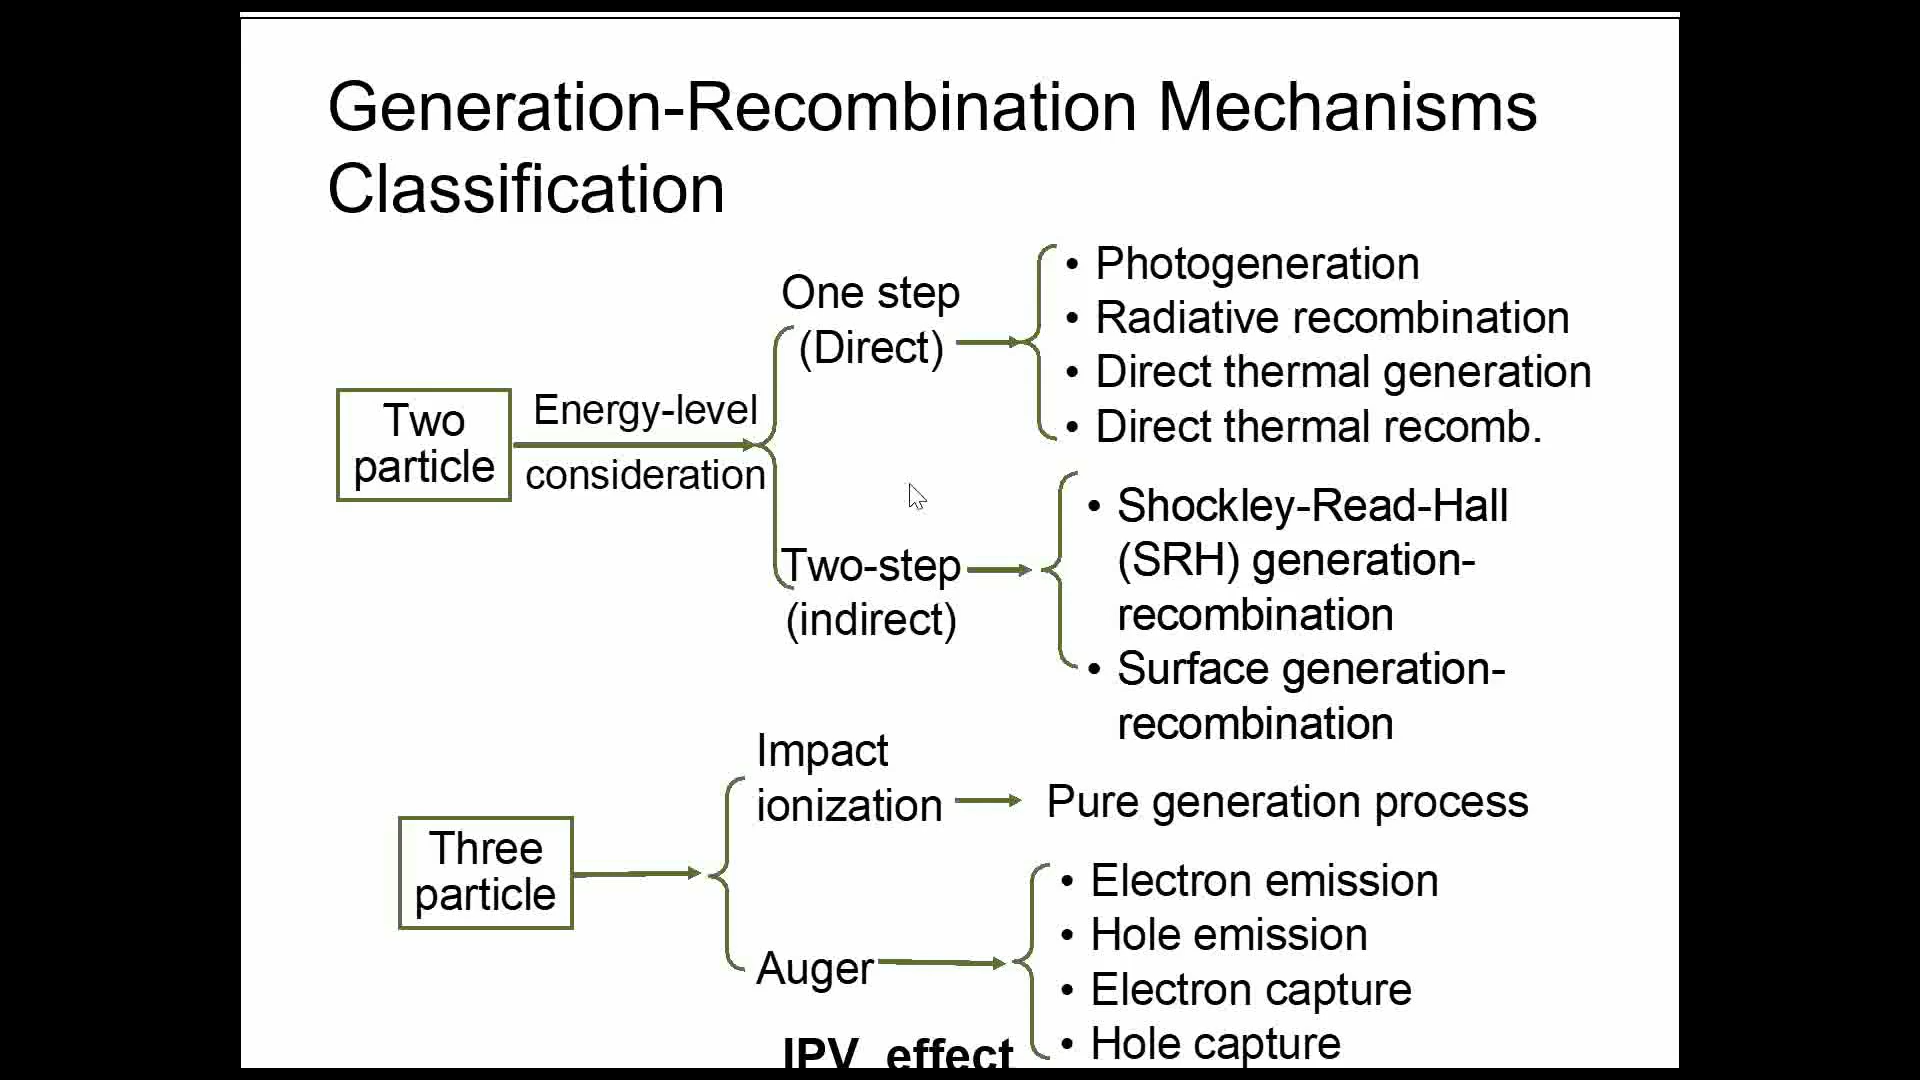 Generation-Recombination Mechanisms
Classification
Two
particle
Energy-level
consideration
One step
(Direct)
• Photogeneration
• Radiative recombination
• Direct thermal generation
• Direct thermal recomb.
Two-step
(indirect)
• Shockley-Read-Hall
(SRH) generation-
recombination
• Surface generation-
recombination
Three
particle
Impact
ionization
Pure generation process
Auger
• Electron emission
• Hole emission
• Electron capture
• Hole capture
IPV effect